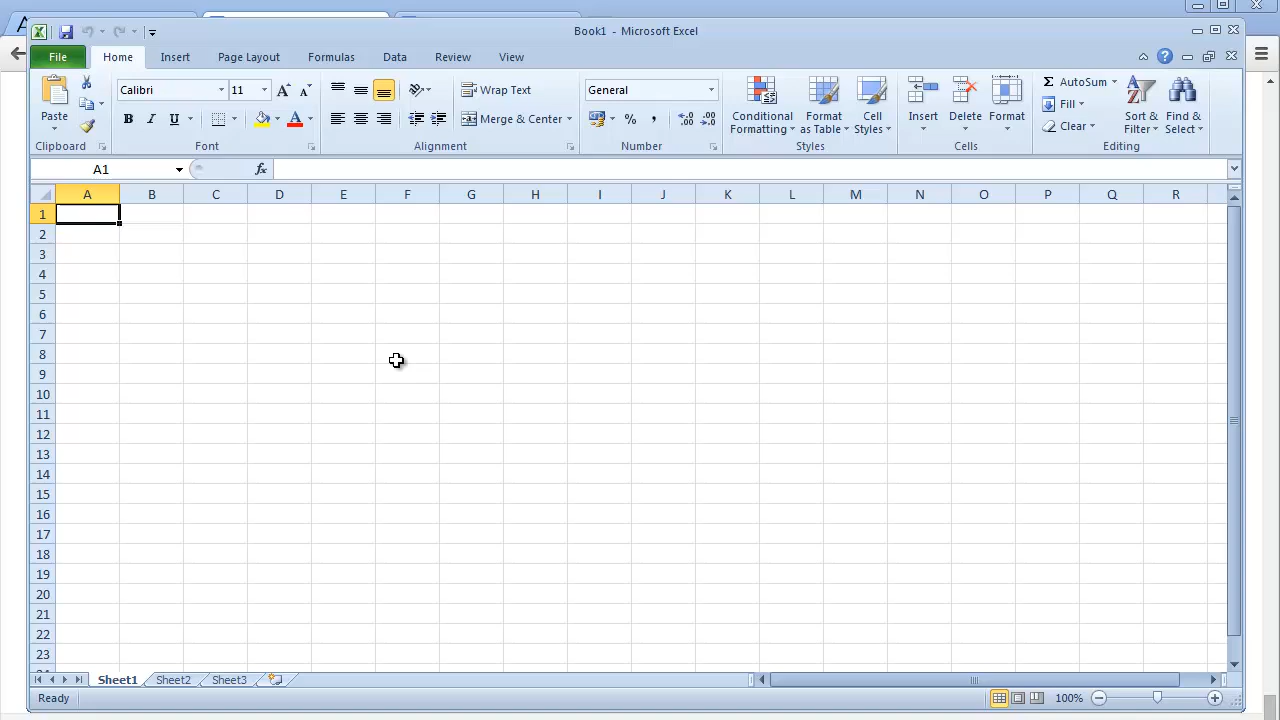 Book1 - Microsoft Excel
File Home Insert Page Layout Formulas Data Review View
Paste
Clipboard
Calibri 11
B I U A
Font
Wrap Text
Merge & Center
Alignment
General
% ,
Number
Conditional Formatting
Format as Table
Cell Styles
Styles
Insert Delete Format
Cells
AutoSum
Fill
Clear
Sort & Filter
Find & Select
Editing
A1 fx
A B C D E F G H I J K L M N O P Q R
1
2
3
4
5
6
7
8
9
10
11
12
13
14
15
16
17
18
19
20
21
22
23
Sheet1 Sheet2 Sheet3
Ready 100%